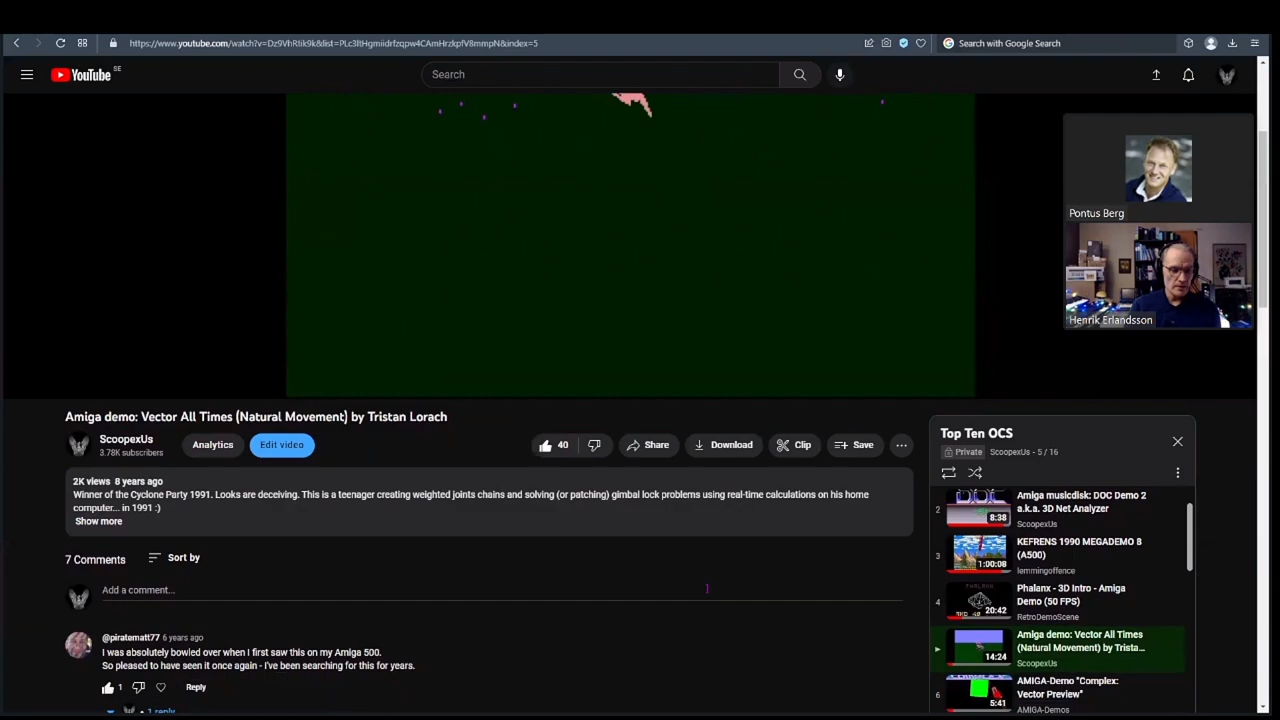 https://www.youtube.com/watch?v=Dz9VhRtik9k&list=PLc3ltHgmiidrfzqpw4CAmHrzkpfV8mmpN&index=5
Search with Google Search
YouTube SE
Search
Pontus Berg
Henrik Erlandsson
Amiga demo: Vector All Times (Natural Movement) by Tristan Lorach
ScoopexUs
3.78K subscribers
Analytics
Edit video
40
Share
Download
Clip
Save
2K views 8 years ago
Winner of the Cyclone Party 1991. Looks are deceiving. This is a teenager creating weighted joints chains and solving (or patching) gimbal lock problems using real-time calculations on his home
computer... in 1991 :)
Show more
7 Comments
Sort by
Add a comment...
@piratematt77 6 years ago
I was absolutely bowled over when I first saw this on my Amiga 500.
So pleased to have seen it once again - I've been searching for this for years.
1
Reply
1 reply
Top Ten OCS
Private
ScoopexUs - 5 / 16
2
8:38
Amiga musicdisk: DOC Demo 2
a.k.a. 3D Net Analyzer
ScoopexUs
3
1:00:08
KEFRENS 1990 MEGADEMO 8
(A500)
lemmingoffence
4
20:42
Phalanx - 3D Intro - Amiga
Demo (50 FPS)
RetroDemoScene
14:24
Amiga demo: Vector All Times
(Natural Movement) by Trista...
ScoopexUs
6
5:41
AMIGA-Demo "Complex:
Vector Preview"
AMIGA-Demos